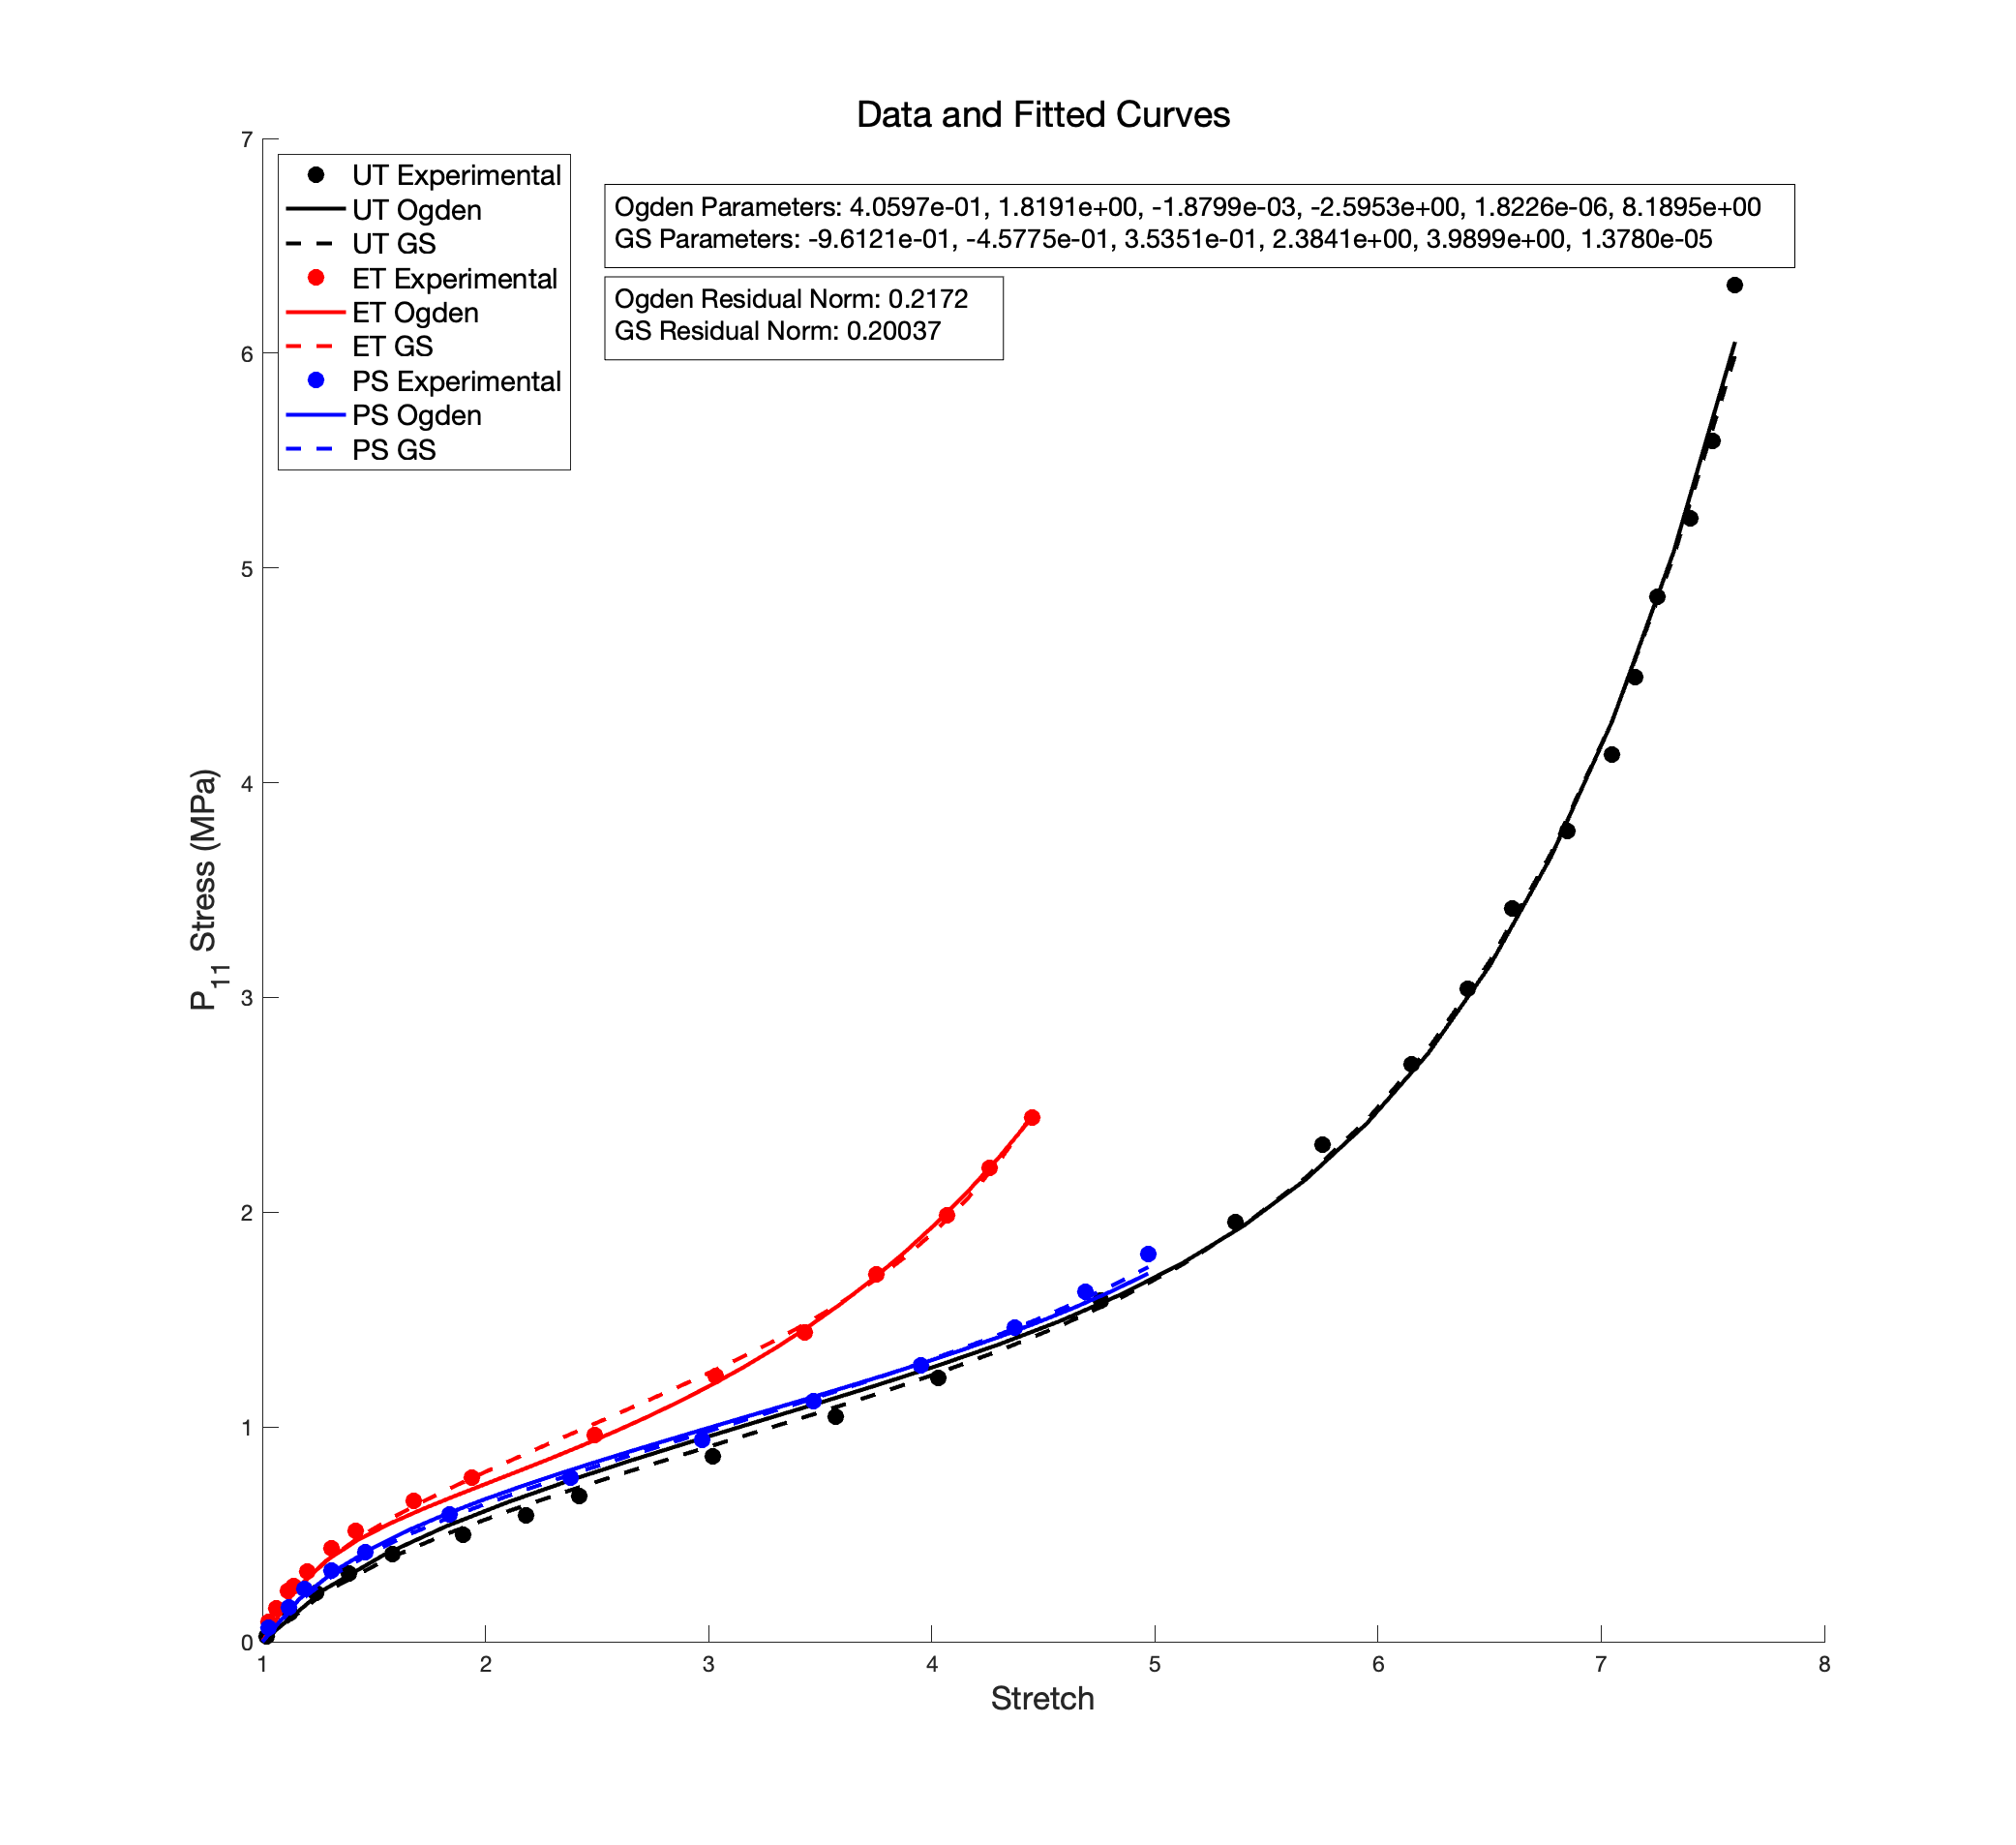 Data and Fitted Curves
7
UT Experimental
UT Ogden
UT GS
ET Experimental
ET Ogden
ET GS
PS Experimental
PS Ogden
PS GS
Ogden Parameters: 4.0597e-01, 1.8191e+00, -1.8799e-03, -2.5953e+00, 1.8226e-06, 8.1895e+00
GS Parameters: -9.6121e-01, -4.5775e-01, 3.5351e-01, 2.3841e+00, 3.9899e+00, 1.3780e-05
Ogden Residual Norm: 0.2172
GS Residual Norm: 0.20037
6
5
4
3
2
1
0
P11 Stress (MPa)
1 2 3 4 5 6 7 8
Stretch